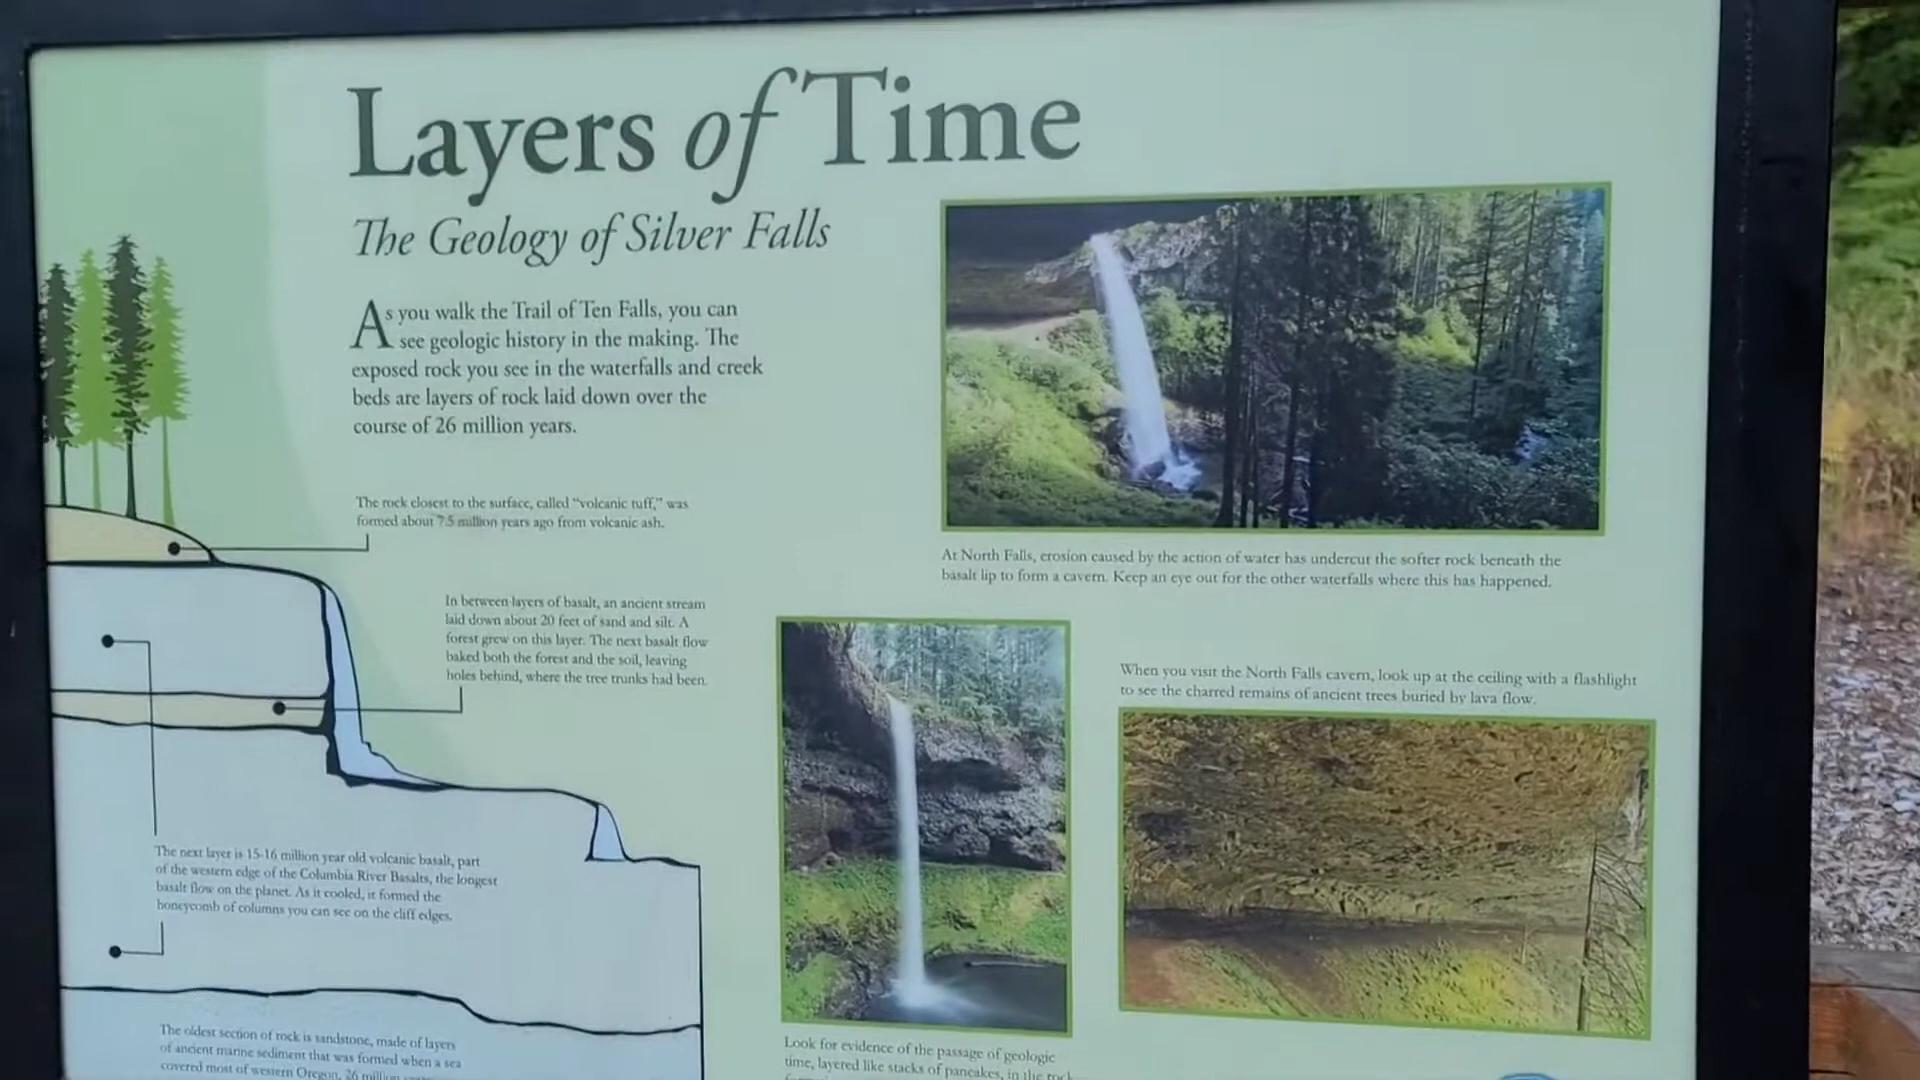 Layers of Time
The Geology of Silver Falls
As you walk the Trail of Ten Falls, you can
see geologic history in the making. The
exposed rock you see in the waterfalls and creek
beds are layers of rock laid down over the
course of 26 million years.
The rock closest to the surface, called “volcanic tuff,” was
formed about 7.5 million years ago from volcanic ash.
In between layers of basalt, an ancient stream
laid down about 20 feet of sand and silt. A
forest grew on this layer. The next basalt flow
baked both the forest and the soil, leaving
holes behind, where the tree trunks had been.
The next layer is 15-16 million year old volcanic basalt, part
of the western edge of the Columbia River Basalts, the longest
basalt flow on the planet. As it cooled, it formed the
honeycomb of columns you can see on the cliff edges.
The oldest section of rock is sandstone, made of layers
of ancient marine sediment that was formed when a sea
covered most of western Oregon, 26 million
At North Falls, erosion caused by the action of water has undercut the softer rock beneath the
basalt lip to form a cavern. Keep an eye out for the other waterfalls where this has happened.
When you visit the North Falls cavern, look up at the ceiling with a flashlight
to see the charred remains of ancient trees buried by lava flow.
Look for evidence of the passage of geologic
time, layered like stacks of pancakes, in the rock